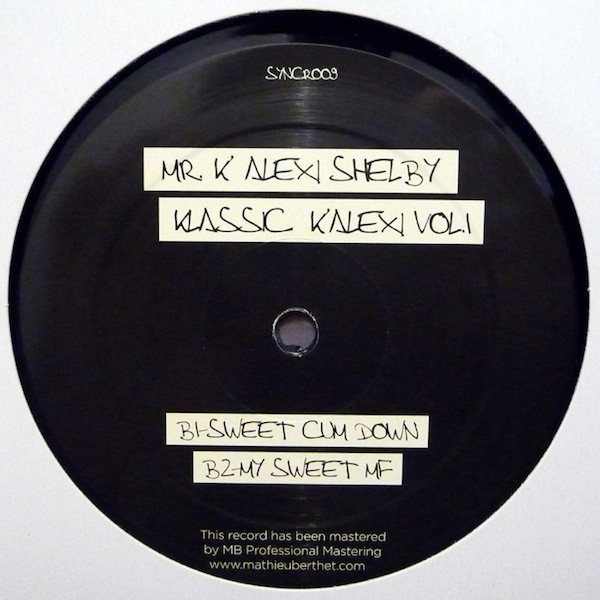 SYNCR009
MR. K' ALEXI SHELBY
KLASSIC K'ALEXI VOL.1
B1-SWEET CUM DOWN
B2-MY SWEET MF
This record has been mastered
by MB Professional Mastering
www.mathieuberthet.com